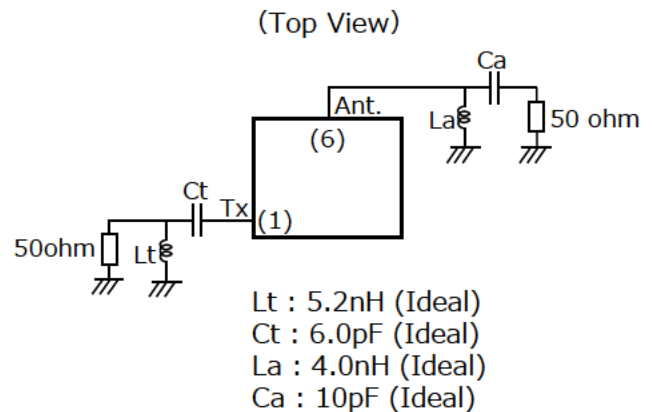 (Top View)
Ca
Ant.
La
50 ohm
(6)
Ct
Tx
(1)
50ohm
Lt
Lt : 5.2nH (Ideal)
Ct : 6.0pF (Ideal)
La : 4.0nH (Ideal)
Ca : 10pF (Ideal)